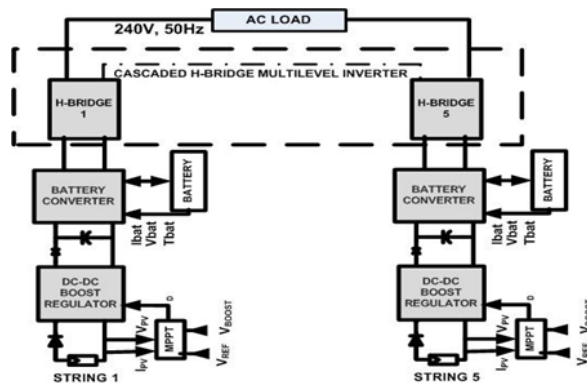 AC LOAD
240V, 50Hz
CASCADED H-BRIDGE MULTILEVEL INVERTER
H-BRIDGE
1
H-BRIDGE
5
BATTERY
CONVERTER
BATTERY
Ibat
Vbat
Tbat
BATTERY
CONVERTER
BATTERY
Ibat
Vbat
Tbat
DC-DC
BOOST
REGULATOR
D
VPV
IPV
MPPT
VBOOST
VREF
STRING 1
DC-DC
BOOST
REGULATOR
D
VPV
IPV
MPPT
VREF
STRING 5